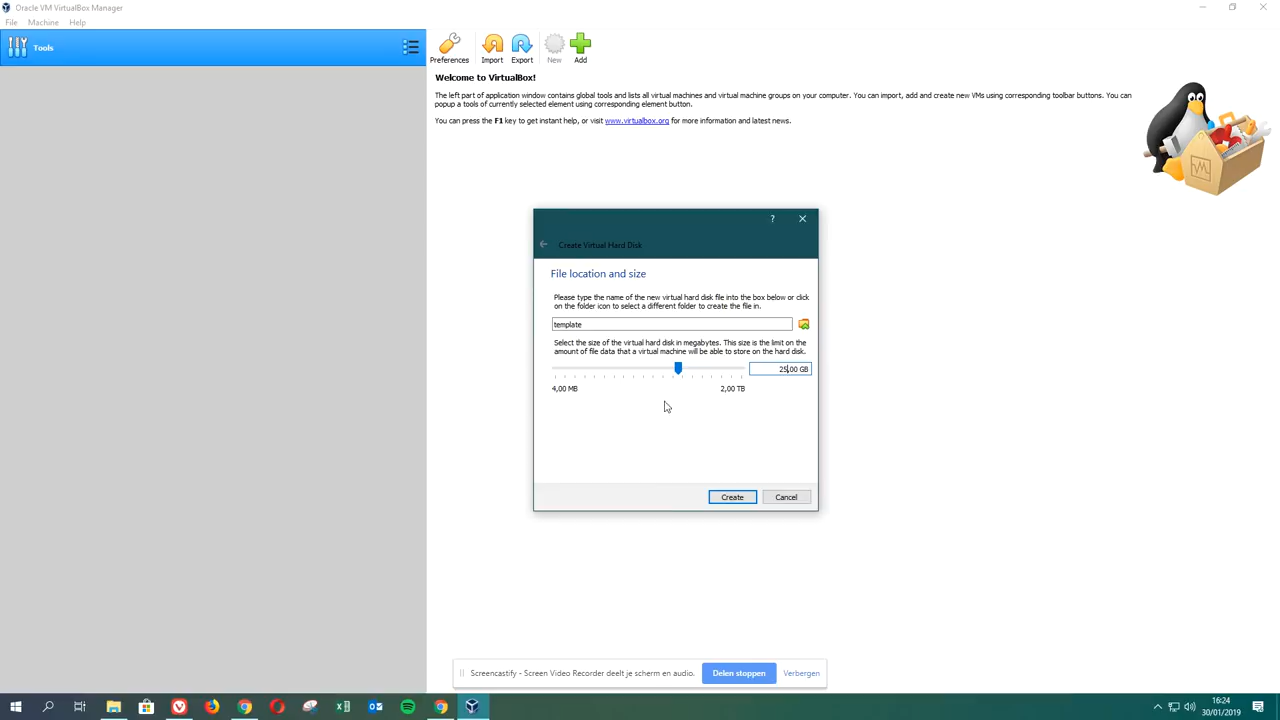 Oracle VM VirtualBox Manager
File Machine Help
Tools
Preferences Import Export New Add
Welcome to VirtualBox!
The left part of application window contains global tools and lists all virtual machines and virtual machine groups on your computer. You can import, add and create new VMs using corresponding toolbar buttons. You can
popup a tools of currently selected element using corresponding element button.
You can press the F1 key to get instant help, or visit www.virtualbox.org for more information and latest news.
?
Create Virtual Hard Disk
File location and size
Please type the name of the new virtual hard disk file into the box below or click
on the folder icon to select a different folder to create the file in.
template
Select the size of the virtual hard disk in megabytes. This size is the limit on the
amount of file data that a virtual machine will be able to store on the hard disk.
25,00 GB
4,00 MB 2,00 TB
Create Cancel
Screencastify - Screen Video Recorder deelt je scherm en audio. Delen stoppen Verbergen
16:24
30/01/2019